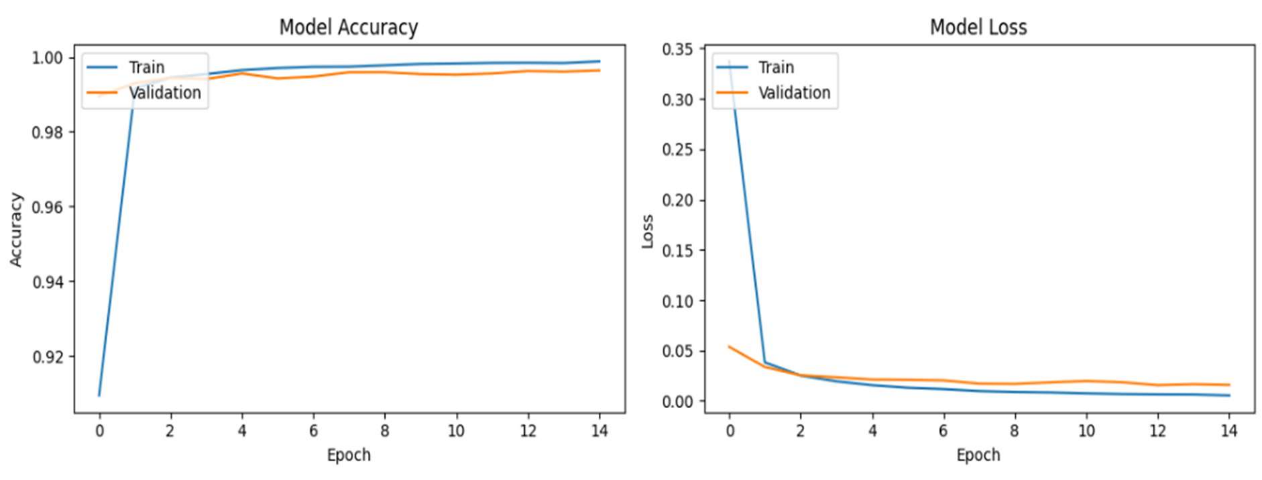 Model Accuracy
1.00
0.98
0.96
0.94
0.92
Accuracy
Train
Validation
0 2 4 6 8 10 12 14
Epoch
Model Loss
0.35
0.30
0.25
0.20
0.15
0.10
0.05
0.00
Loss
Train
Validation
0 2 4 6 8 10 12 14
Epoch